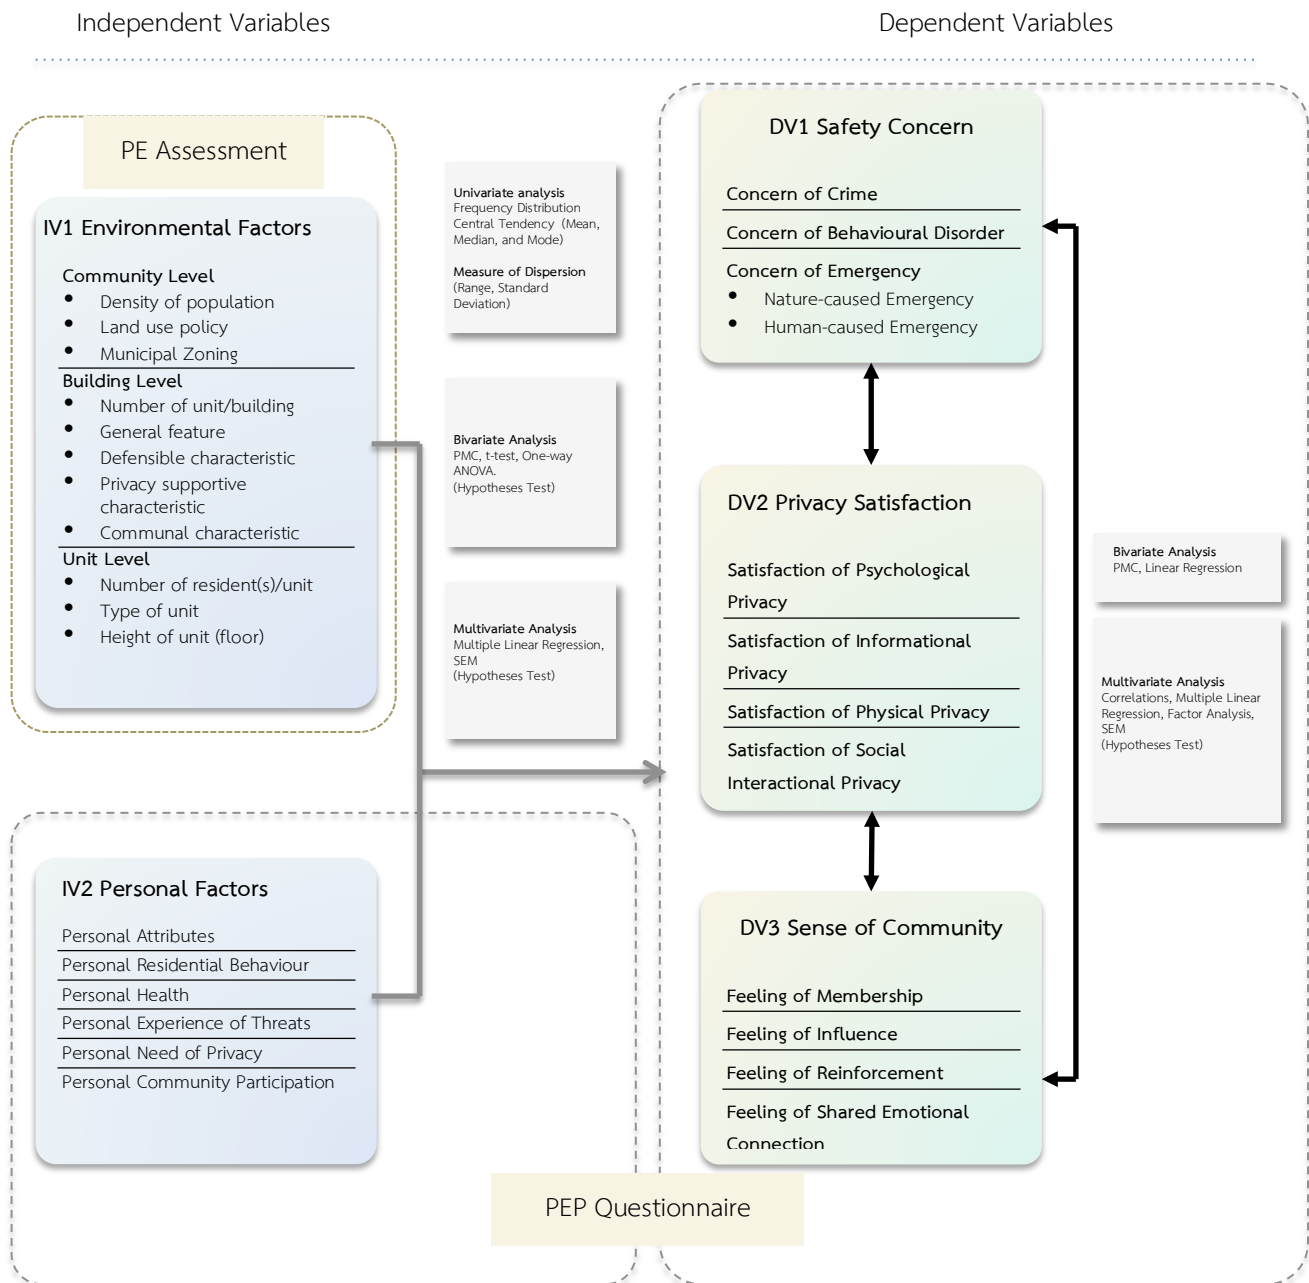 Independent Variables
Dependent Variables
PE Assessment
IV1 Environmental Factors
Community Level
• Density of population
• Land use policy
• Municipal Zoning
Building Level
• Number of unit/building
• General feature
• Defensible characteristic
• Privacy supportive
characteristic
• Communal characteristic
Unit Level
• Number of resident(s)/unit
• Type of unit
• Height of unit (floor)
IV2 Personal Factors
Personal Attributes
Personal Residential Behaviour
Personal Health
Personal Experience of Threats
Personal Need of Privacy
Personal Community Participation
Univariate analysis
Frequency Distribution
Central Tendency (Mean,
Median, and Mode)
Measure of Dispersion
(Range, Standard
Deviation)
Bivariate Analysis
PMC, t-test, One-way
ANOVA.
(Hypotheses Test)
Multivariate Analysis
Multiple Linear Regression,
SEM
(Hypotheses Test)
DV1 Safety Concern
Concern of Crime
Concern of Behavioural Disorder
Concern of Emergency
• Nature-caused Emergency
• Human-caused Emergency
DV2 Privacy Satisfaction
Satisfaction of Psychological
Privacy
Satisfaction of Informational
Privacy
Satisfaction of Physical Privacy
Satisfaction of Social
Interactional Privacy
DV3 Sense of Community
Feeling of Membership
Feeling of Influence
Feeling of Reinforcement
Feeling of Shared Emotional
Connection
Bivariate Analysis
PMC, Linear Regression
Multivariate Analysis
Correlations, Multiple Linear
Regression, Factor Analysis,
SEM
(Hypotheses Test)
PEP Questionnaire